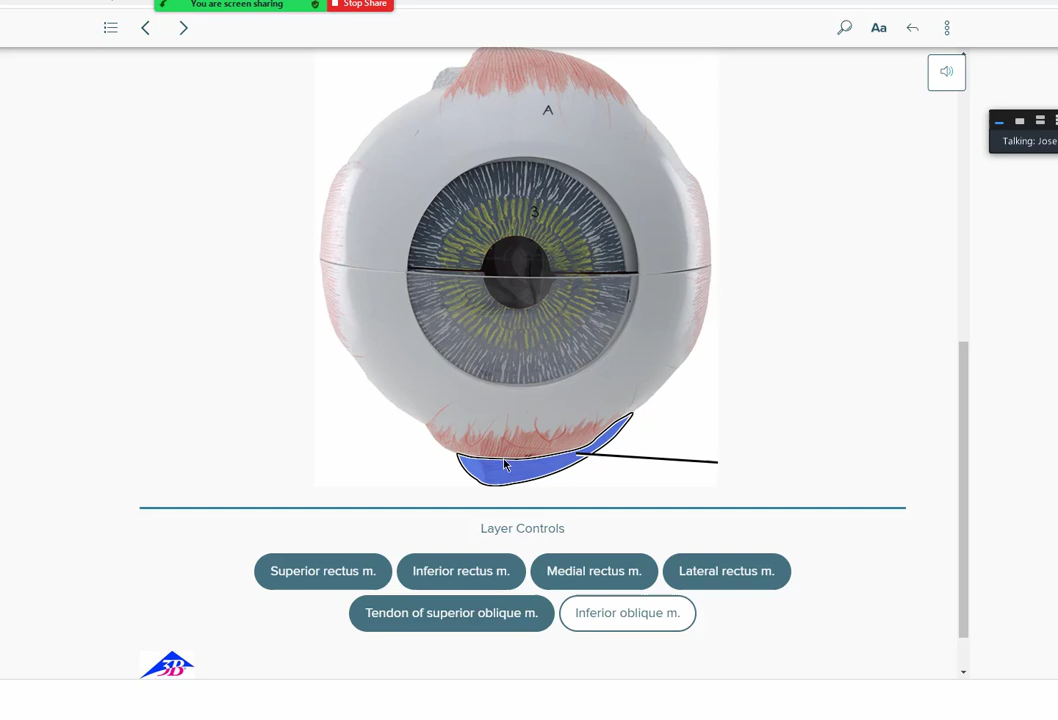 You are screen sharing Stop Share
Aa
Talking: Jose
A
3
Layer Controls
Superior rectus m. Inferior rectus m. Medial rectus m. Lateral rectus m.
Tendon of superior oblique m. Inferior oblique m.
3B